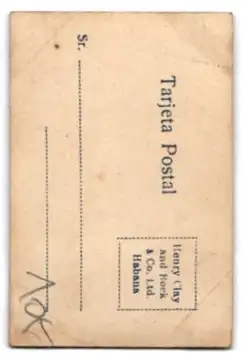 Tarjeta Postal
Henry Clay
and Bock
& Co. Ltd.
Habana
Sr.